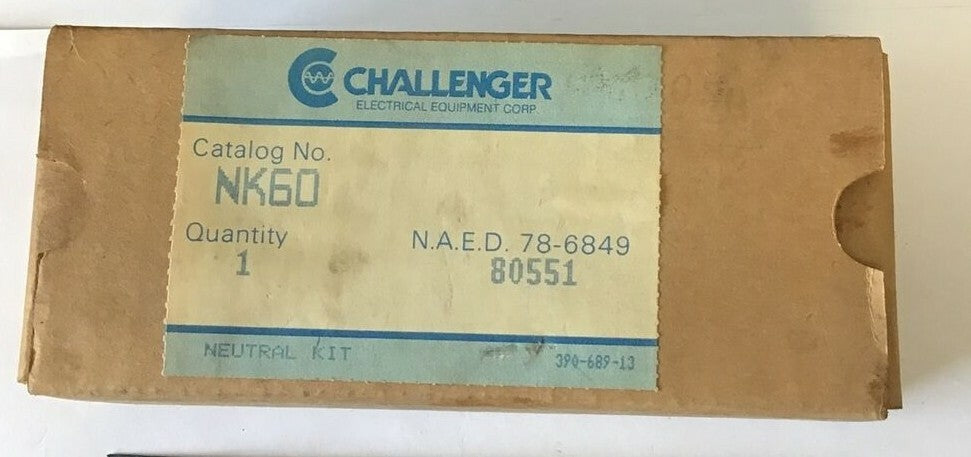 CHALLENGER
ELECTRICAL EQUIPMENT CORP.
Catalog No.
NK60
Quantity
1
N.A.E.D. 78-6849
80551
NEUTRAL KIT
390-689-13